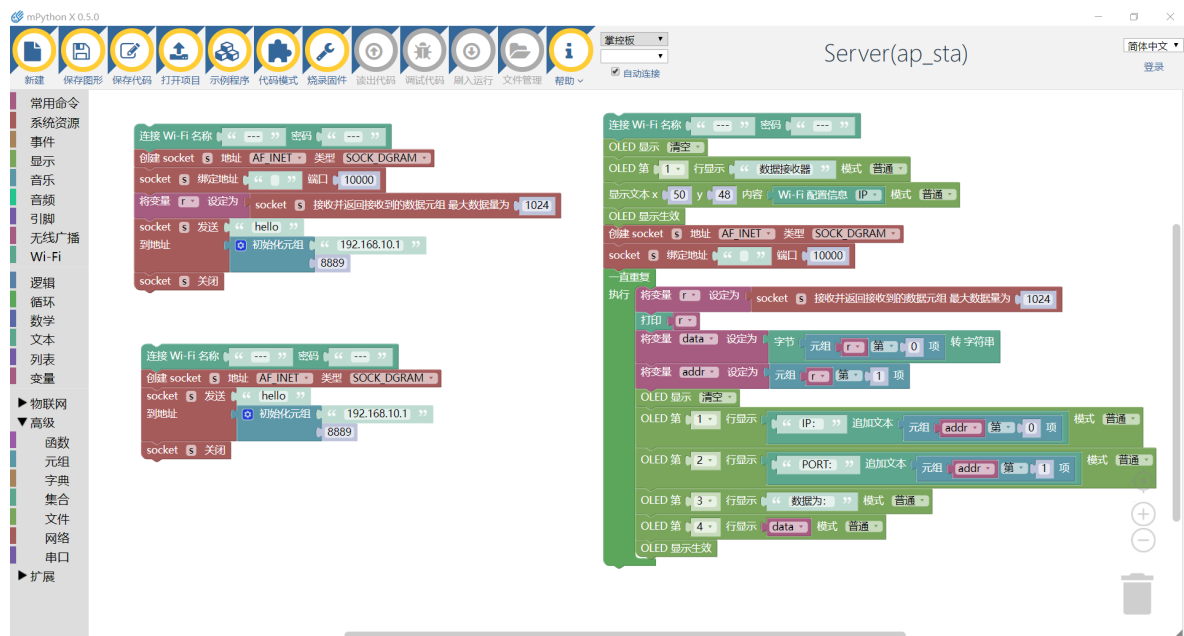 mPython X 0.5.0
新建 保存图形 保存代码 打开项目 示例程序 代码模式 烧录固件 读出代码 调试代码 刷入运行 文件管理 帮助
掌控板
自动连接
Server(ap_sta)
简体中文
登录
常用命令
系统资源
事件
显示
音乐
音频
引脚
无线广播
Wi-Fi
逻辑
循环
数学
文本
列表
变量
物联网
高级
函数
元组
字典
集合
文件
网络
串口
扩展
连接 Wi-Fi 名称 “ --- ” 密码 “ --- ”
创建 socket s 地址 AF_INET 类型 SOCK_DGRAM
socket s 绑定地址 “ ” 端口 10000
将变量 r 设定为 socket s 接收并返回接收到的数据元组 最大数据量为 1024
socket s 发送 “ hello ”
到地址 初始化元组 “ 192.168.10.1 ”
8889
socket s 关闭
连接 Wi-Fi 名称 “ --- ” 密码 “ --- ”
创建 socket s 地址 AF_INET 类型 SOCK_DGRAM
socket s 发送 “ hello ”
到地址 初始化元组 “ 192.168.10.1 ”
8889
socket s 关闭
连接 Wi-Fi 名称 “ --- ” 密码 “ --- ”
OLED 显示 清空
OLED 第 1 行显示 “ 数据接收器 ” 模式 普通
显示文本 x 50 y 48 内容 Wi-Fi 配置信息 IP 模式 普通
OLED 显示生效
创建 socket s 地址 AF_INET 类型 SOCK_DGRAM
socket s 绑定地址 “ ” 端口 10000
一直重复
执行 将变量 r 设定为 socket s 接收并返回接收到的数据元组 最大数据量为 1024
打印 r
将变量 data 设定为 字节 元组 r 第 0 项 转 字符串
将变量 addr 设定为 元组 r 第 1 项
OLED 显示 清空
OLED 第 1 行显示 “ IP: ” 追加文本 元组 addr 第 0 项 模式 普通
OLED 第 2 行显示 “ PORT: ” 追加文本 元组 addr 第 1 项 模式 普通
OLED 第 3 行显示 “ 数据为: ” 模式 普通
OLED 第 4 行显示 data 模式 普通
OLED 显示生效